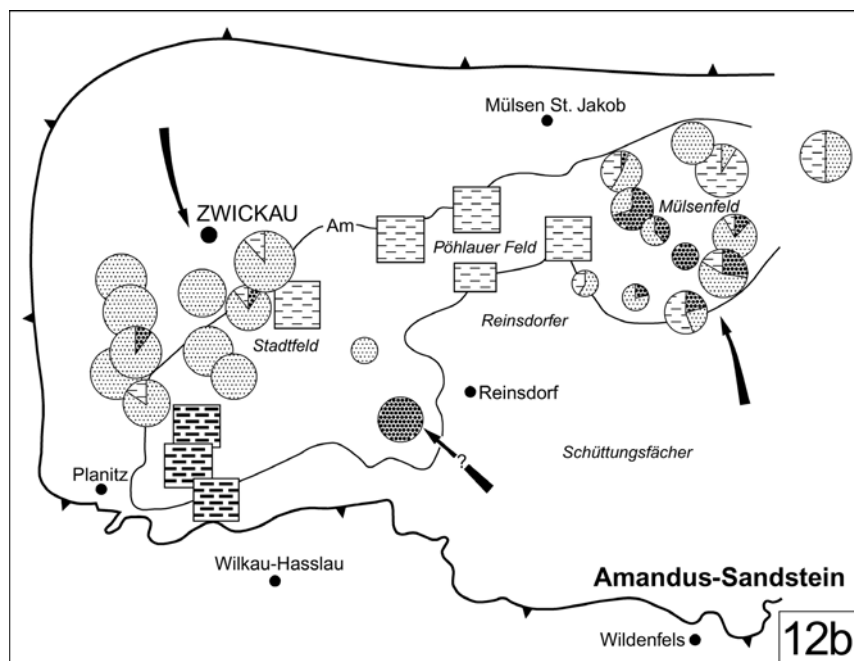 Mülsen St. Jakob
ZWICKAU
Am
Mülsenfeld
Pöhlauer Feld
Stadtfeld
Reinsdorfer
Reinsdorf
?
Schüttungsfächer
Planitz
Wilkau-Hasslau
Amandus-Sandstein
Wildenfels
12b